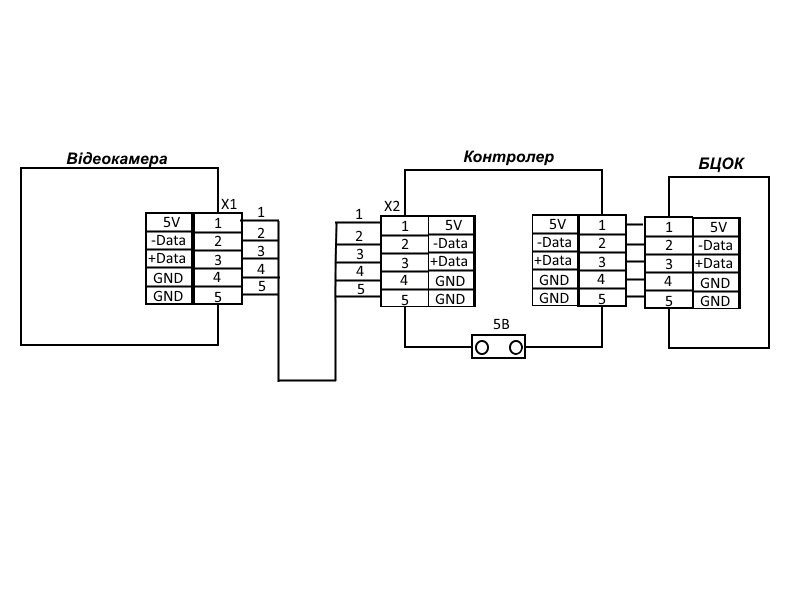 Відеокамера
Контролер
БЦОК
X1
5V 1 1
-Data 2 2
+Data 3 3
GND 4 4
GND 5 5
X2
1 1 5V
2 2 -Data
3 3 +Data
4 4 GND
5 5 GND
5V 1
-Data 2
+Data 3
GND 4
GND 5
1 5V
2 -Data
3 +Data
4 GND
5 GND
5В